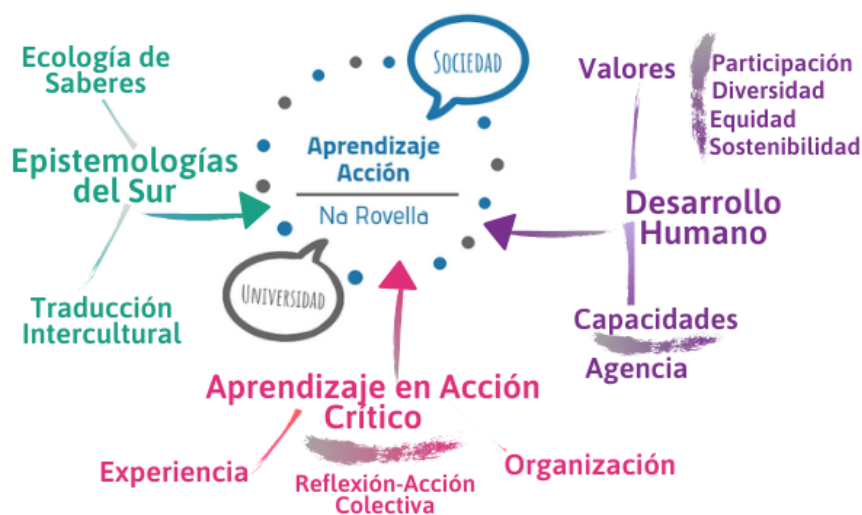 Ecología de
Saberes
Epistemologías
del Sur
Traducción
Intercultural
SOCIEDAD
Aprendizaje
Acción
Na Rovella
UNIVERSIDAD
Valores
Participación
Diversidad
Equidad
Sostenibilidad
Desarrollo
Humano
Capacidades
Agencia
Aprendizaje en Acción
Crítico
Experiencia
Reflexión-Acción
Colectiva
Organización